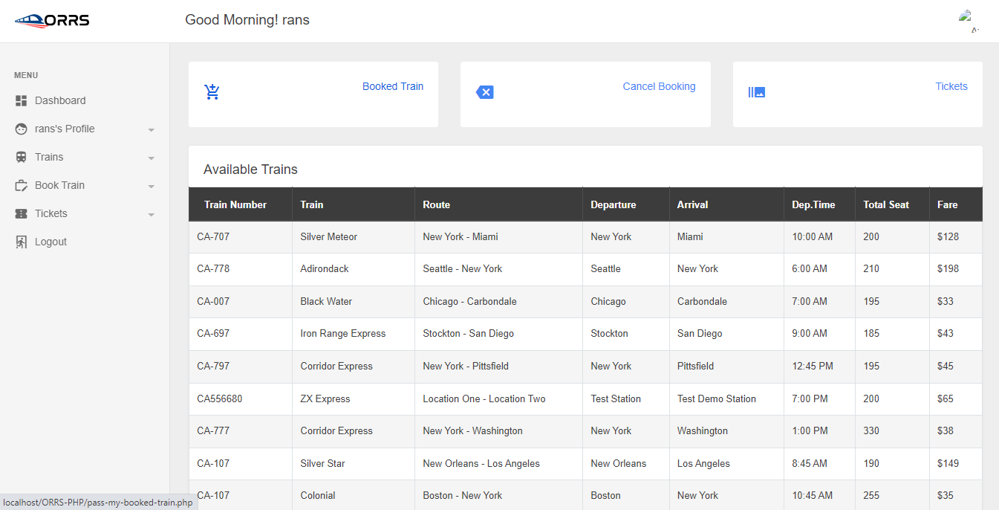 ORRS
Good Morning! rans
MENU
Dashboard
rans's Profile
Trains
Book Train
Tickets
Logout
Booked Train
Cancel Booking
Tickets
Available Trains
Train Number Train Route Departure Arrival Dep.Time Total Seat Fare
CA-707 Silver Meteor New York - Miami New York Miami 10:00 AM 200 $128
CA-778 Adirondack Seattle - New York Seattle New York 6:00 AM 210 $198
CA-007 Black Water Chicago - Carbondale Chicago Carbondale 7:00 AM 195 $33
CA-697 Iron Range Express Stockton - San Diego Stockton San Diego 9:00 AM 185 $43
CA-797 Corridor Express New York - Pittsfield New York Pittsfield 12:45 PM 195 $45
CA556680 ZX Express Location One - Location Two Test Station Test Demo Station 7:00 PM 200 $65
CA-777 Corridor Express New York - Washington New York Washington 1:00 PM 330 $38
CA-107 Silver Star New Orleans - Los Angeles New Orleans Los Angeles 8:45 AM 190 $149
CA-107 Colonial Boston - New York Boston New York 10:45 AM 255 $35
localhost/ORRS-PHP/pass-my-booked-train.php